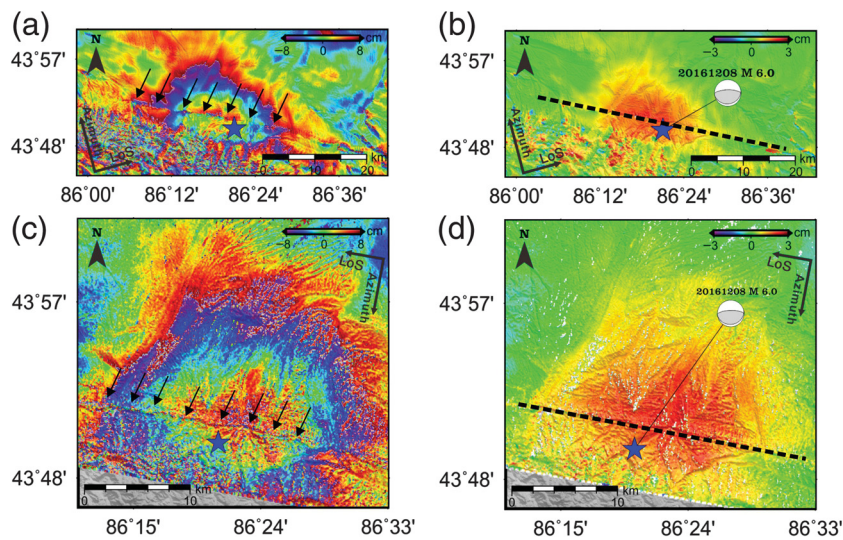 (a)
N
cm
−8 0 8
43˚57'
43˚48'
Azimuth
LoS
km
0 10 20
86˚00' 86˚12' 86˚24' 86˚36'
(b)
N
cm
−3 0 3
20161208 M 6.0
43˚57'
43˚48'
Azimuth
LoS
km
0 10 20
86˚00' 86˚12' 86˚24' 86˚36'
(c)
N
cm
−8 0 8
LoS
Azimuth
43˚57'
43˚48'
km
0 10
86˚15' 86˚24' 86˚33'
(d)
N
cm
−3 0 3
LoS
Azimuth
20161208 M 6.0
43˚57'
43˚48'
km
0 10
86˚15' 86˚24' 86˚33'